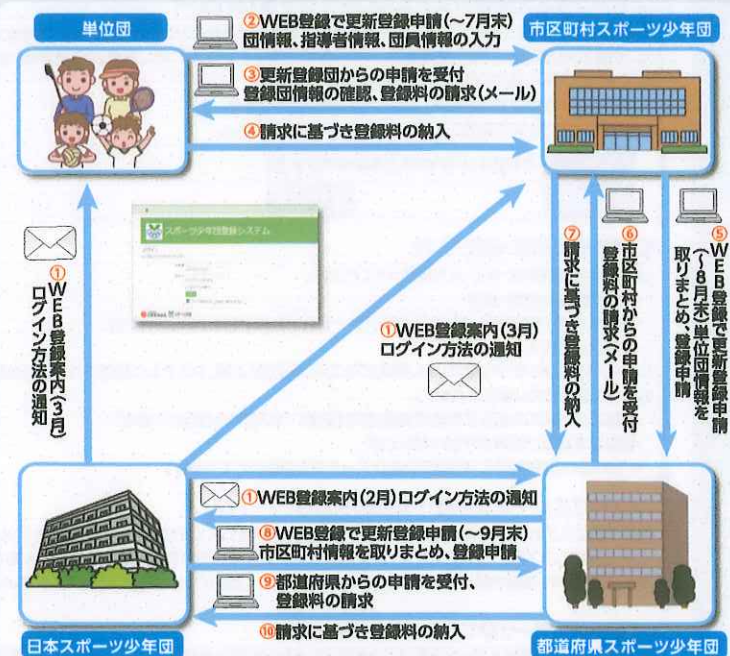 単位団
②WEB登録で更新登録申請(～7月末)
団情報、指導者情報、団員情報の入力
市区町村スポーツ少年団
③更新登録団からの申請を受付
登録団情報の確認、登録料の請求(メール)
④請求に基づき登録料の納入
スポーツ少年団登録システム
①WEB登録案内(3月)
ログイン方法の通知
①WEB登録案内(3月)
ログイン方法の通知
⑦請求に基づき登録料の納入
⑥市区町村からの申請を受付
登録料の請求(メール)
⑤WEB登録で更新登録申請
(～8月末)単位団情報を
取りまとめ、登録申請
①WEB登録案内(2月)ログイン方法の通知
⑧WEB登録で更新登録申請(～9月末)
市区町村情報を取りまとめ、登録申請
⑨都道府県からの申請を受付、
登録料の請求
⑩請求に基づき登録料の納入
日本スポーツ少年団
都道府県スポーツ少年団